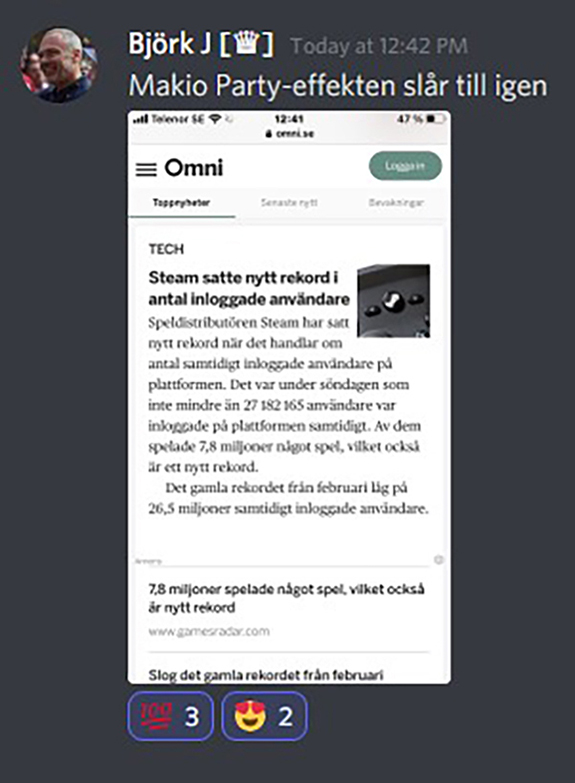 Björk J [♛] Today at 12:42 PM
Makio Party-effekten slår till igen
Telenor SE 12:41 47 %
omni.se
Omni Logga in
Toppnyheter Senaste nytt Bevakningar
TECH
Steam satte nytt rekord i
antal inloggade användare
Speldistributören Steam har satt
nytt rekord när det handlar om
antal samtidigt inloggade användare på
plattformen. Det var under söndagen som
inte mindre än 27 182 165 användare var
inloggade på plattformen samtidigt. Av dem
spelade 7,8 miljoner något spel, vilket också
är ett nytt rekord.
Det gamla rekordet från februari låg på
26,5 miljoner samtidigt inloggade användare.
Annons
7,8 miljoner spelade något spel, vilket också
är nytt rekord
www.gamesradar.com
Slog det gamla rekordet från februari
💯 3 😍 2